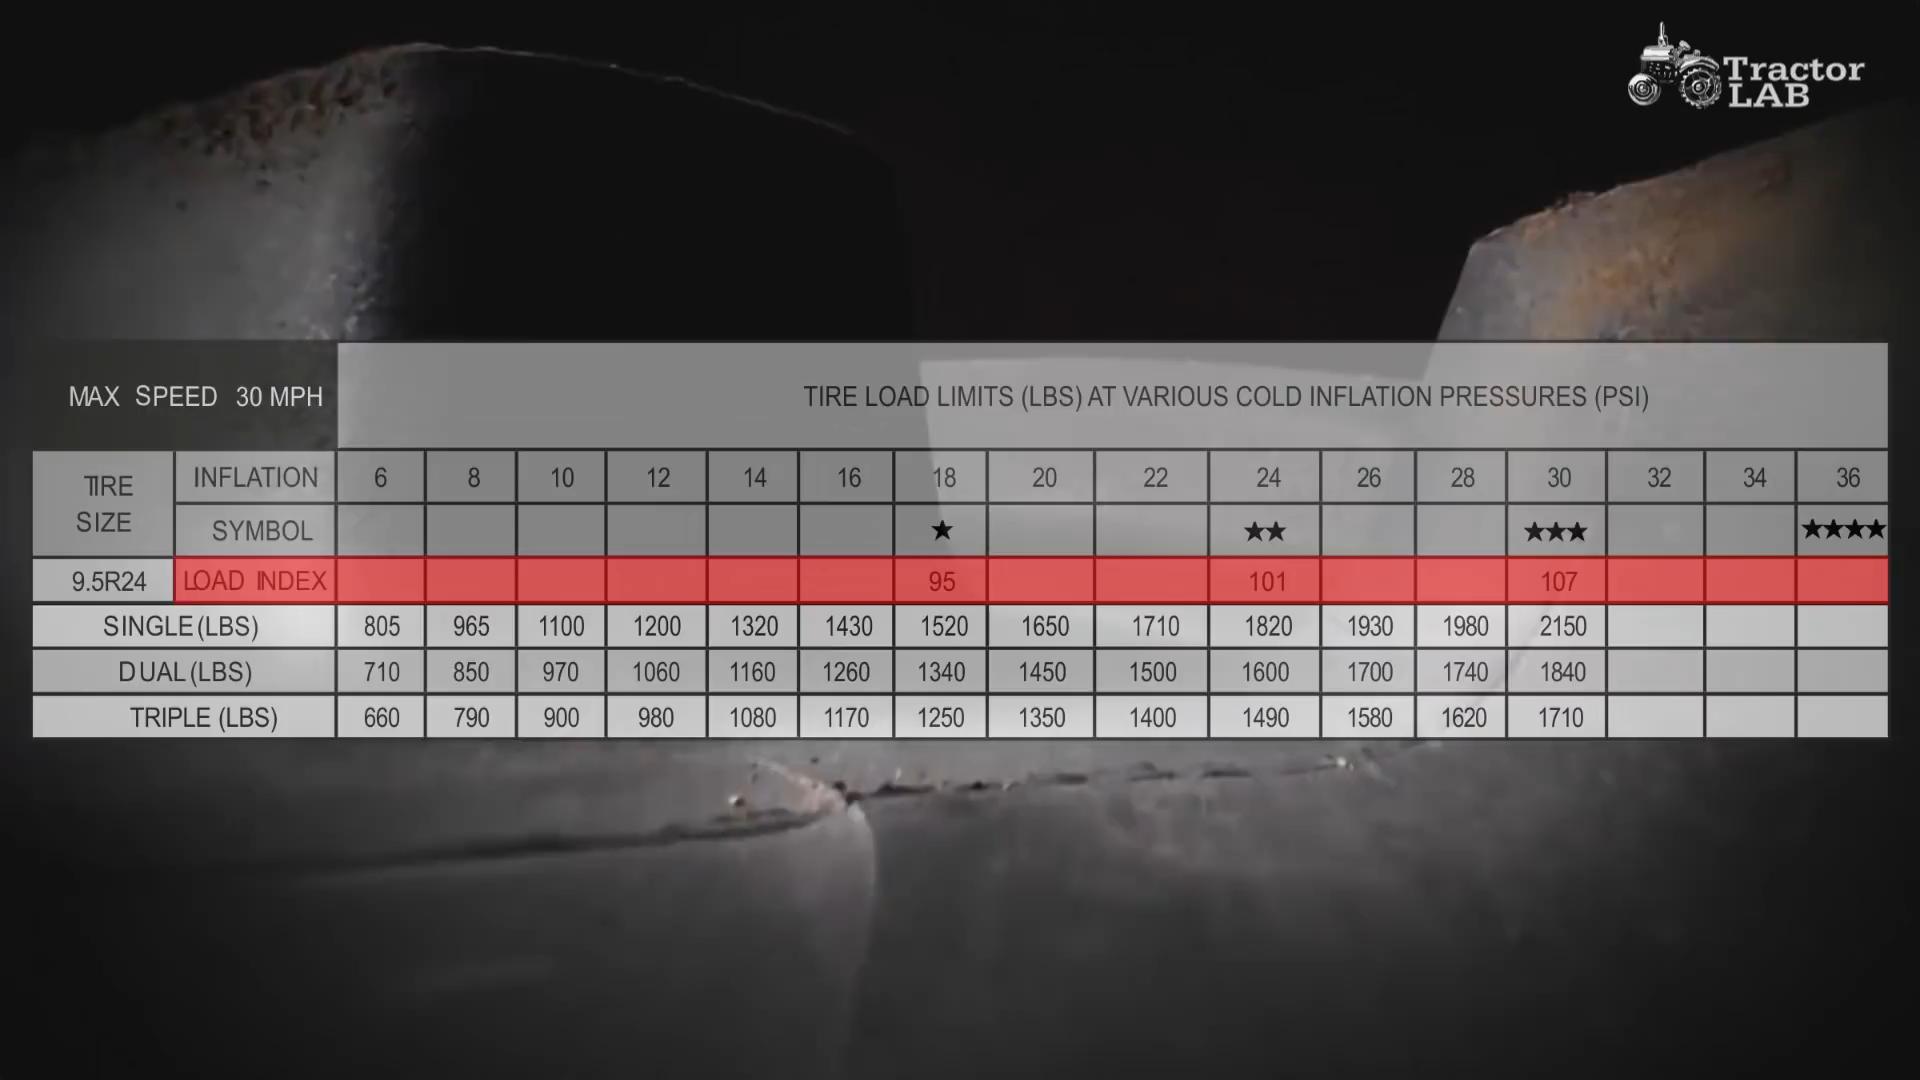 Tractor
LAB
MAX SPEED 30 MPH
TIRE LOAD LIMITS (LBS) AT VARIOUS COLD INFLATION PRESSURES (PSI)
TIRE SIZE INFLATION 6 8 10 12 14 16 18 20 22 24 26 28 30 32 34 36
SYMBOL ★ ★★ ★★★ ★★★★
9.5R24 LOAD INDEX 95 101 107
SINGLE (LBS) 805 965 1100 1200 1320 1430 1520 1650 1710 1820 1930 1980 2150
DUAL (LBS) 710 850 970 1060 1160 1260 1340 1450 1500 1600 1700 1740 1840
TRIPLE (LBS) 660 790 900 980 1080 1170 1250 1350 1400 1490 1580 1620 1710